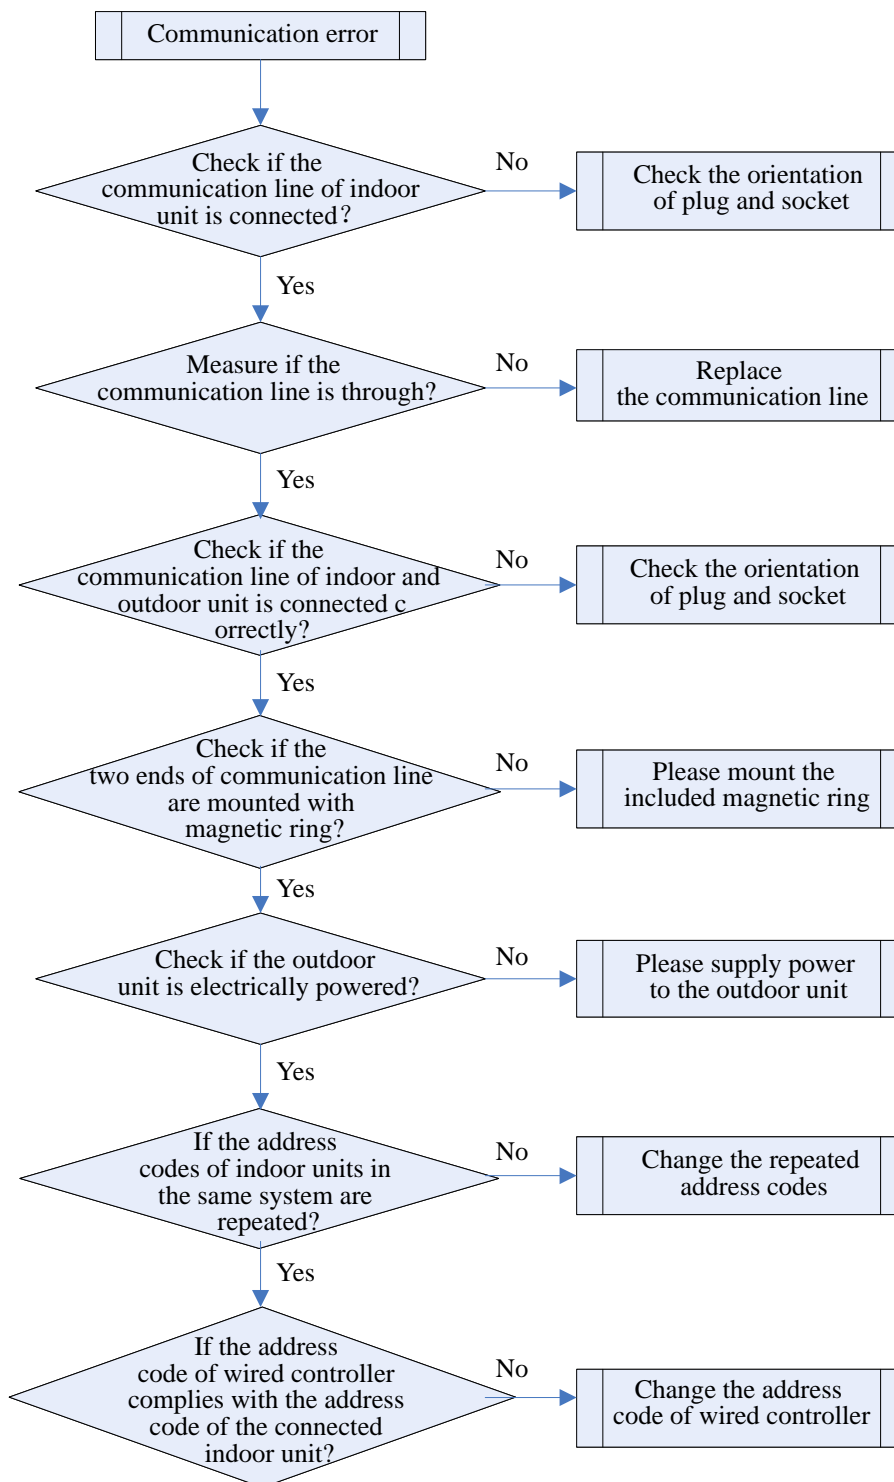 Communication error
Check if the
communication line of indoor
unit is connected?
No
Check the orientation
of plug and socket
Yes
Measure if the
communication line is through?
No
Replace
the communication line
Yes
Check if the
communication line of indoor and
outdoor unit is connected c
orrectly?
No
Check the orientation
of plug and socket
Yes
Check if the
two ends of communication line
are mounted with
magnetic ring?
No
Please mount the
included magnetic ring
Yes
Check if the outdoor
unit is electrically powered?
No
Please supply power
to the outdoor unit
Yes
If the address
codes of indoor units in
the same system are
repeated?
No
Change the repeated
address codes
Yes
If the address
code of wired controller
complies with the address
code of the connected
indoor unit?
No
Change the address
code of wired controller